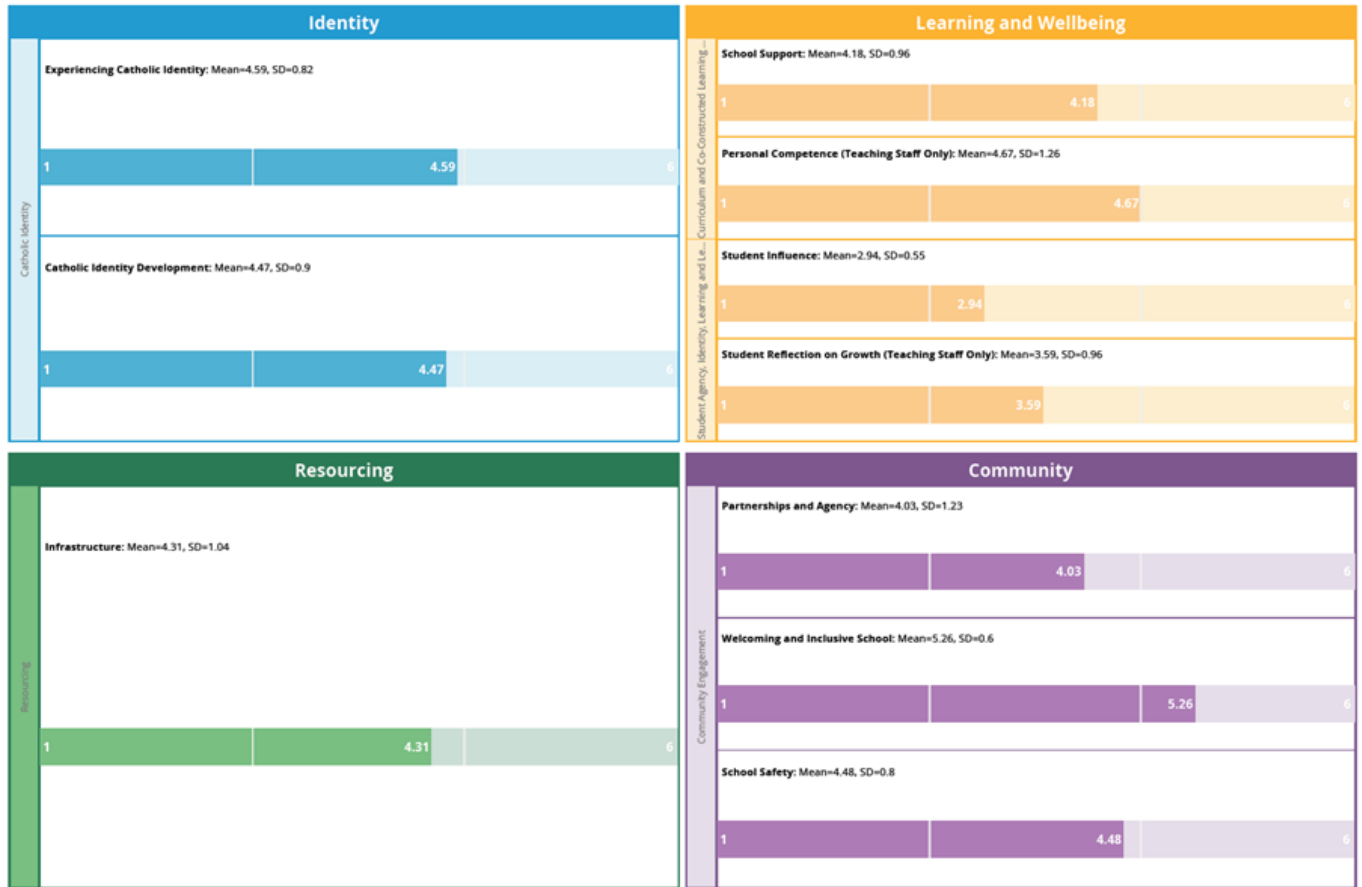 Identity
Catholic Identity
Experiencing Catholic Identity: Mean=4.59, SD=0.82
1 4.59 6
Catholic Identity Development: Mean=4.47, SD=0.9
1 4.47 6
Learning and Wellbeing
Curriculum and Co-Constructed Learning ...
School Support: Mean=4.18, SD=0.96
1 4.18 6
Personal Competence (Teaching Staff Only): Mean=4.67, SD=1.26
1 4.67 6
Student Agency, Identity, Learning and Le...
Student Influence: Mean=2.94, SD=0.55
1 2.94 6
Student Reflection on Growth (Teaching Staff Only): Mean=3.59, SD=0.96
1 3.59 6
Resourcing
Resourcing
Infrastructure: Mean=4.31, SD=1.04
1 4.31 6
Community
Community Engagement
Partnerships and Agency: Mean=4.03, SD=1.23
1 4.03 6
Welcoming and Inclusive School: Mean=5.26, SD=0.6
1 5.26 6
School Safety: Mean=4.48, SD=0.8
1 4.48 6